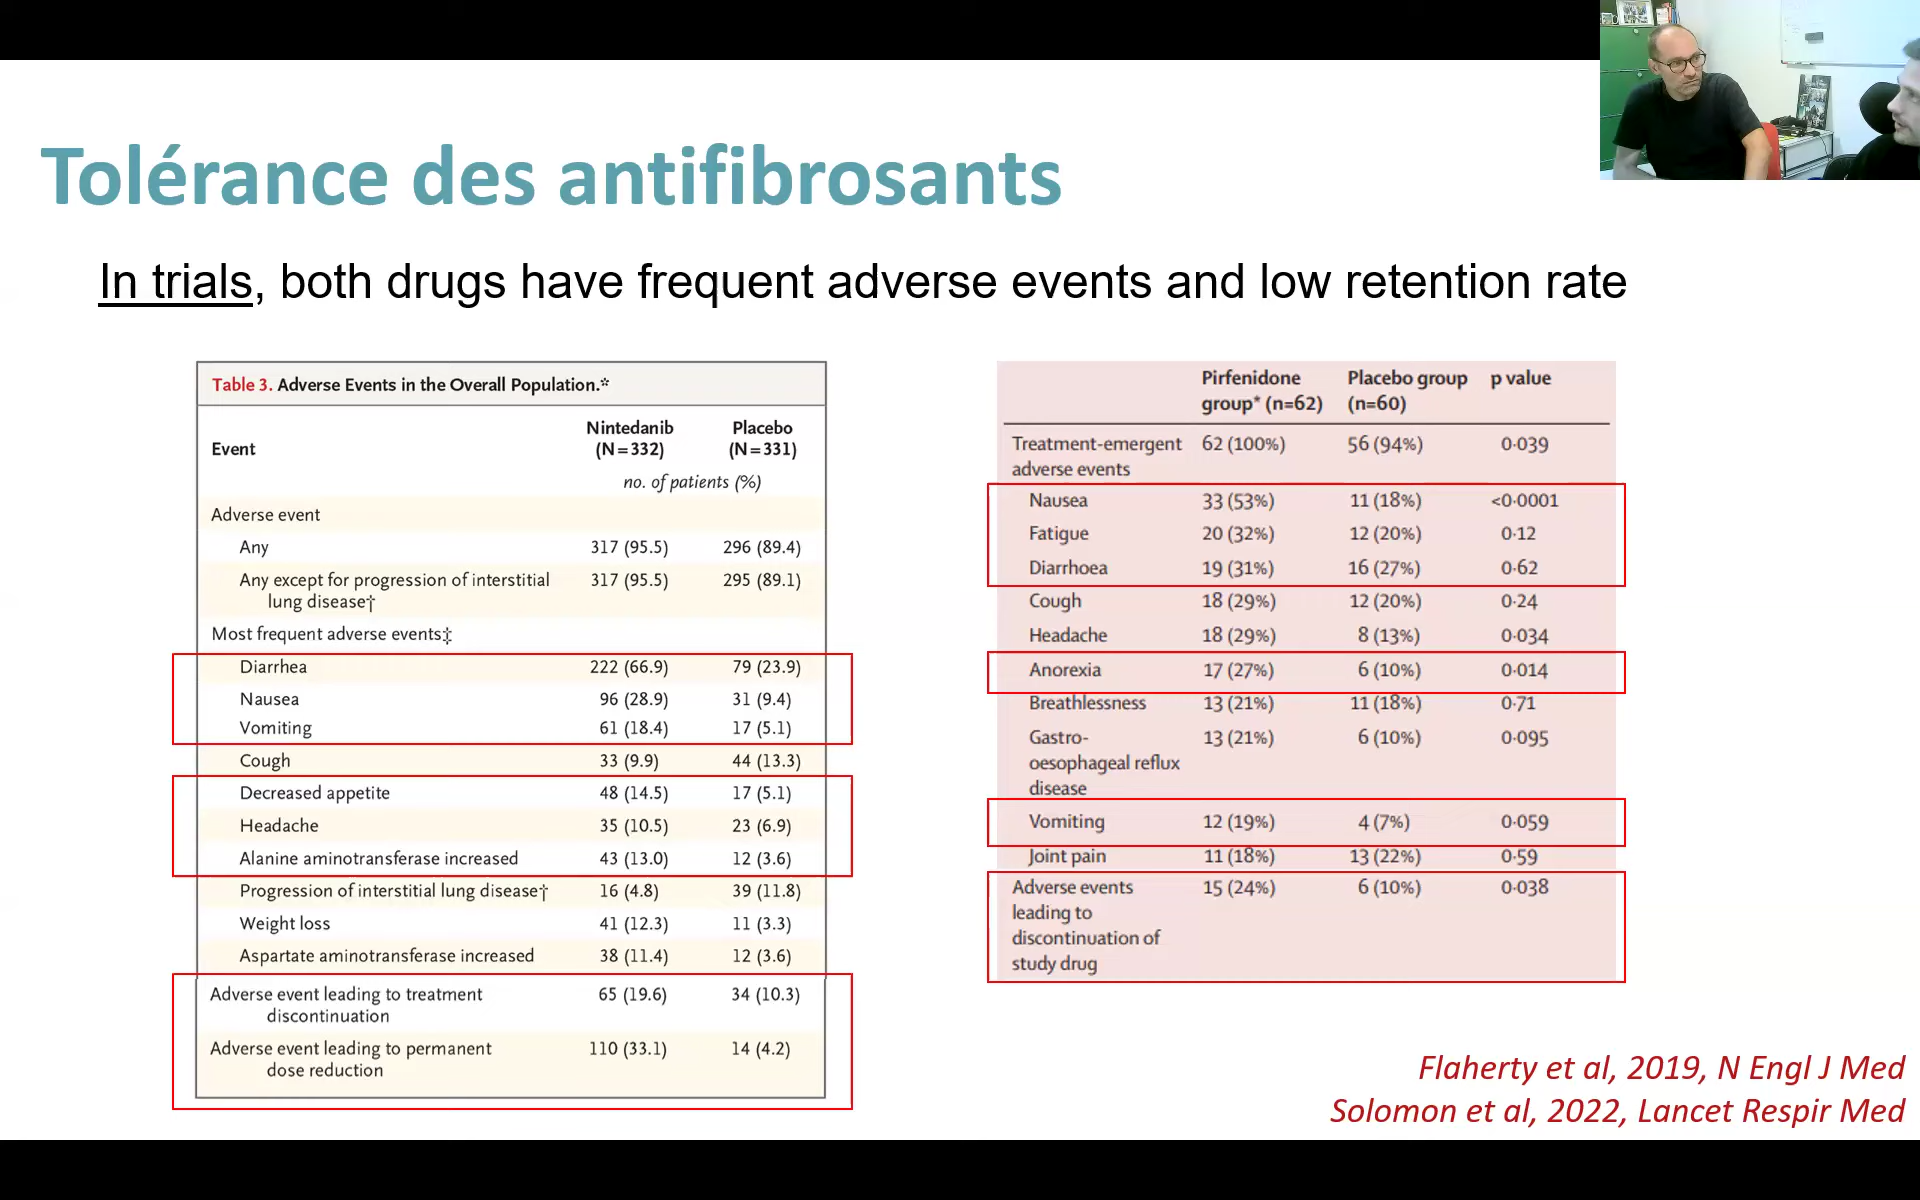 Tolérance des antifibrosants
In trials, both drugs have frequent adverse events and low retention rate
Table 3. Adverse Events in the Overall Population.*
Event Nintedanib (N=332) Placebo (N=331)
no. of patients (%)
Adverse event
Any 317 (95.5) 296 (89.4)
Any except for progression of interstitial 317 (95.5) 295 (89.1)
lung disease†
Most frequent adverse events‡
Diarrhea 222 (66.9) 79 (23.9)
Nausea 96 (28.9) 31 (9.4)
Vomiting 61 (18.4) 17 (5.1)
Cough 33 (9.9) 44 (13.3)
Decreased appetite 48 (14.5) 17 (5.1)
Headache 35 (10.5) 23 (6.9)
Alanine aminotransferase increased 43 (13.0) 12 (3.6)
Progression of interstitial lung disease† 16 (4.8) 39 (11.8)
Weight loss 41 (12.3) 11 (3.3)
Aspartate aminotransferase increased 38 (11.4) 12 (3.6)
Adverse event leading to treatment 65 (19.6) 34 (10.3)
discontinuation
Adverse event leading to permanent 110 (33.1) 14 (4.2)
dose reduction
Pirfenidone Placebo group p value
group* (n=62) (n=60)
Treatment-emergent 62 (100%) 56 (94%) 0·039
adverse events
Nausea 33 (53%) 11 (18%) <0·0001
Fatigue 20 (32%) 12 (20%) 0·12
Diarrhoea 19 (31%) 16 (27%) 0·62
Cough 18 (29%) 12 (20%) 0·24
Headache 18 (29%) 8 (13%) 0·034
Anorexia 17 (27%) 6 (10%) 0·014
Breathlessness 13 (21%) 11 (18%) 0·71
Gastro- 13 (21%) 6 (10%) 0·095
oesophageal reflux
disease
Vomiting 12 (19%) 4 (7%) 0·059
Joint pain 11 (18%) 13 (22%) 0·59
Adverse events 15 (24%) 6 (10%) 0·038
leading to
discontinuation of
study drug
Flaherty et al, 2019, N Engl J Med
Solomon et al, 2022, Lancet Respir Med